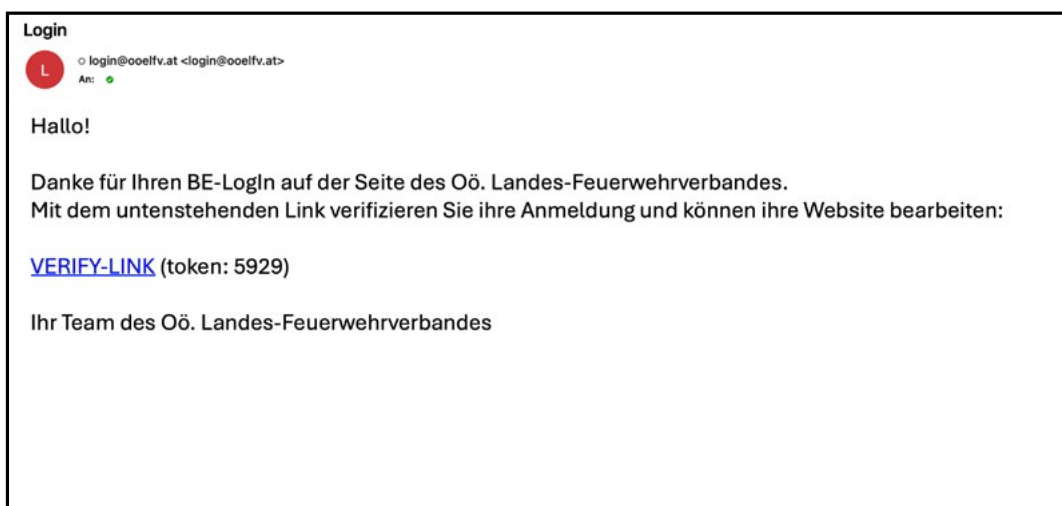 Login
L
login@ooelfv.at <login@ooelfv.at>
An:
Hallo!
Danke für Ihren BE-LogIn auf der Seite des Oö. Landes-Feuerwehrverbandes.
Mit dem untenstehenden Link verifizieren Sie ihre Anmeldung und können ihre Website bearbeiten:
VERIFY-LINK (token: 5929)
Ihr Team des Oö. Landes-Feuerwehrverbandes